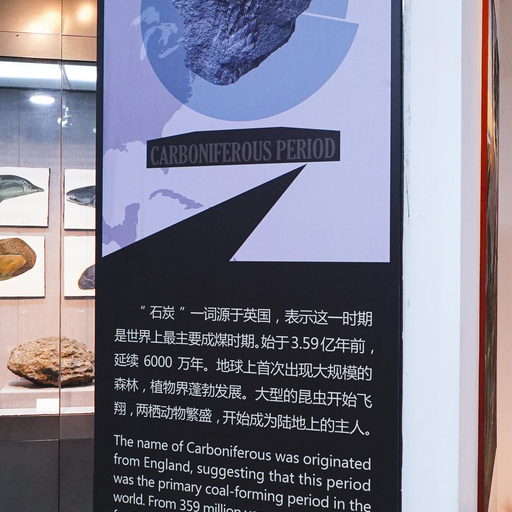 CARBONIFEROUS PERIOD
“石炭”一词源于英国，表示这一时期
是世界上最主要成煤时期。始于3.59亿年前，
延续 6000 万年。地球上首次出现大规模的
森林，植物界蓬勃发展。大型的昆虫开始飞
翔，两栖动物繁盛，开始成为陆地上的主人。
The name of Carboniferous was originated
from England, suggesting that this period
was the primary coal-forming period in the
world. From 359 million